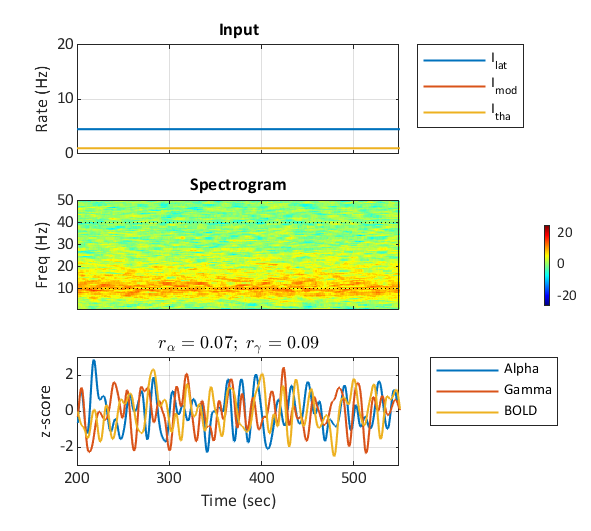 Input
20
10
0
Rate (Hz)
I_lat
I_mod
I_tha
Spectrogram
50
40
30
20
10
Freq (Hz)
20
0
-20
r_α = 0.07; r_γ = 0.09
2
0
-2
z-score
200 300 400 500
Time (sec)
Alpha
Gamma
BOLD